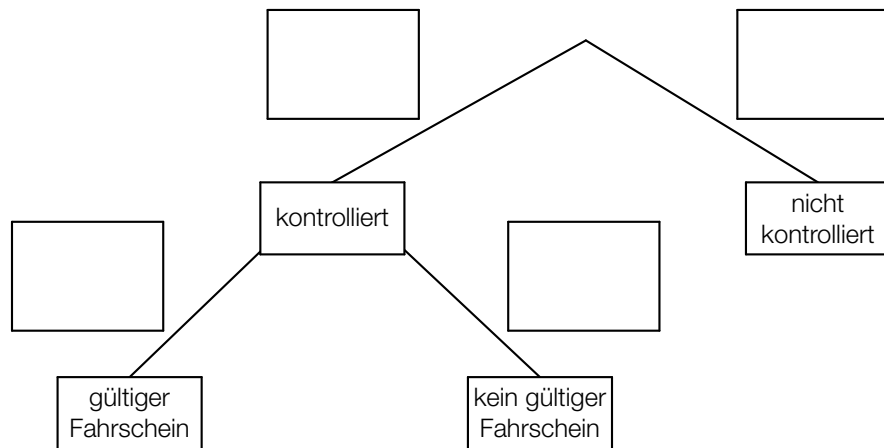 kontrolliert
nicht
kontrolliert
gültiger
Fahrschein
kein gültiger
Fahrschein